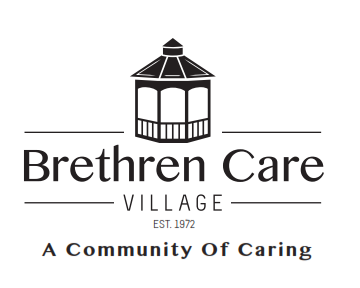 Brethren Care
VILLAGE
EST. 1972
A Community Of Caring